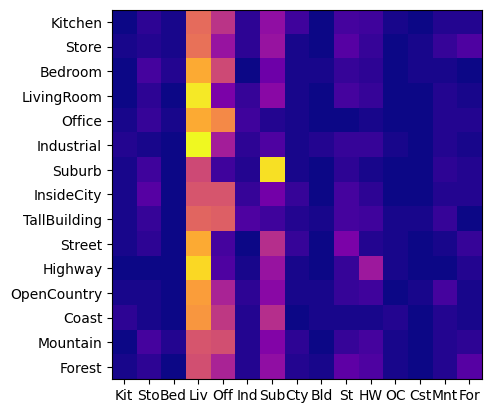 Kitchen
Store
Bedroom
LivingRoom
Office
Industrial
Suburb
InsideCity
TallBuilding
Street
Highway
OpenCountry
Coast
Mountain
Forest
Kit Sto Bed Liv Off Ind Sub Cty Bld St HW OC Cst Mnt For